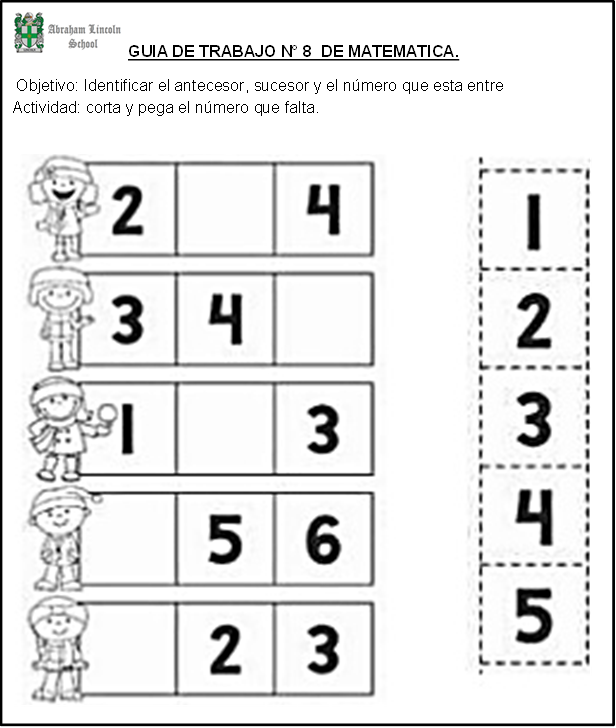 Abraham Lincoln
School
GUIA DE TRABAJO N° 8 DE MATEMATICA.
Objetivo: Identificar el antecesor, sucesor y el número que esta entre
Actividad: corta y pega el número que falta.
2 4
3 4
1 3
5 6
2 3
1
2
3
4
5